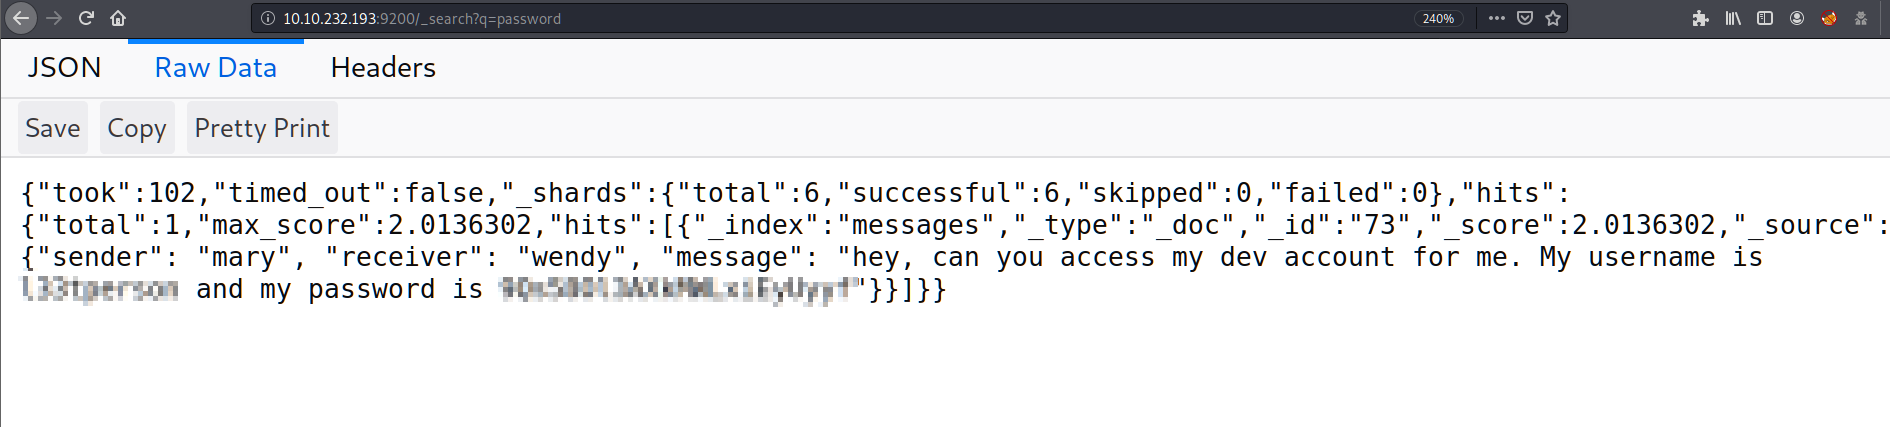 10.10.232.193:9200/_search?q=password
240%
JSON Raw Data Headers
Save Copy Pretty Print
{"took":102,"timed_out":false,"_shards":{"total":6,"successful":6,"skipped":0,"failed":0},"hits":
{"total":1,"max_score":2.0136302,"hits":[{"_index":"messages","_type":"_doc","_id":"73","_score":2.0136302,"_source":
{"sender": "mary", "receiver": "wendy", "message": "hey, can you access my dev account for me. My username is
and my password is "}}]}}